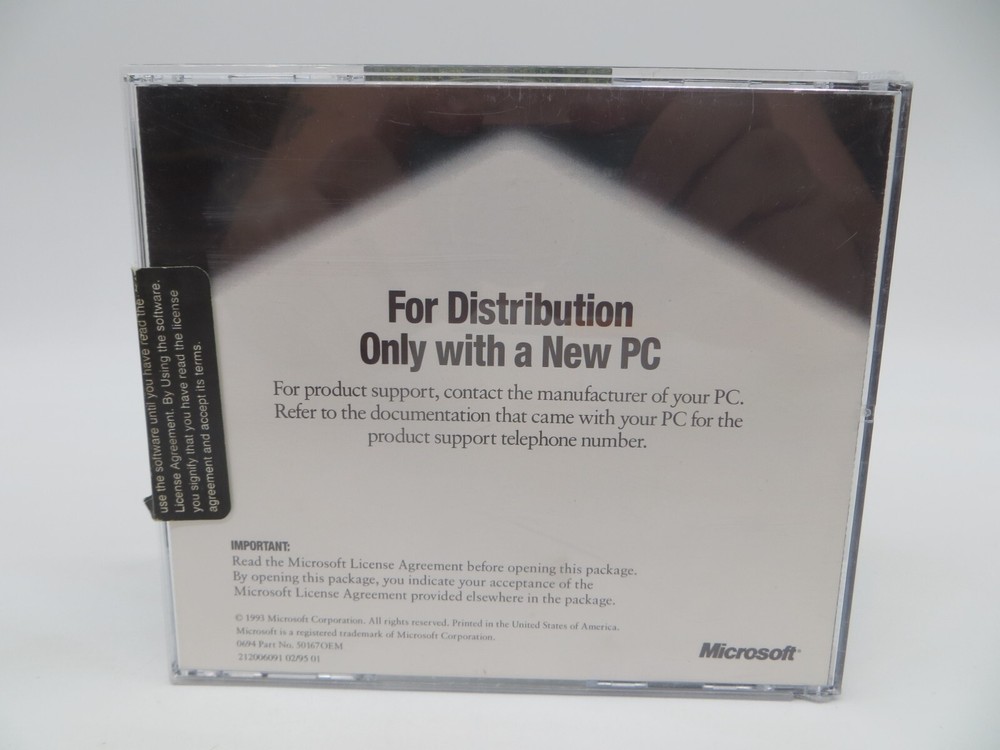 For Distribution
Only with a New PC
For product support, contact the manufacturer of your PC.
Refer to the documentation that came with your PC for the
product support telephone number.
use the software until you have read the
License Agreement. By Using the software.
you signify that you have read the license
agreement and accept its terms.
IMPORTANT:
Read the Microsoft License Agreement before opening this package.
By opening this package, you indicate your acceptance of the
Microsoft License Agreement provided elsewhere in the package.
© 1993 Microsoft Corporation. All rights reserved. Printed in the United States of America.
Microsoft is a registered trademark of Microsoft Corporation.
0694 Part No. 50167OEM
212006091 02/95 01
Microsoft®